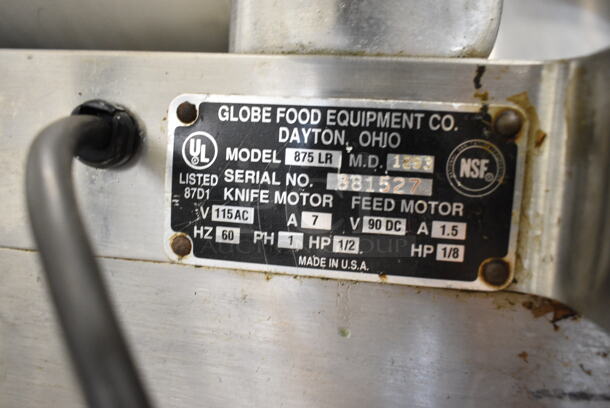 GLOBE FOOD EQUIPMENT CO.
DAYTON, OHIO
UL
LISTED
87D1
MODEL 875 LR M.D.
SERIAL NO. 881527
NSF
KNIFE MOTOR FEED MOTOR
V 115AC A 7 V 90 DC A 1.5
HZ 60 PH 1 HP 1/2 HP 1/8
MADE IN U.S.A.